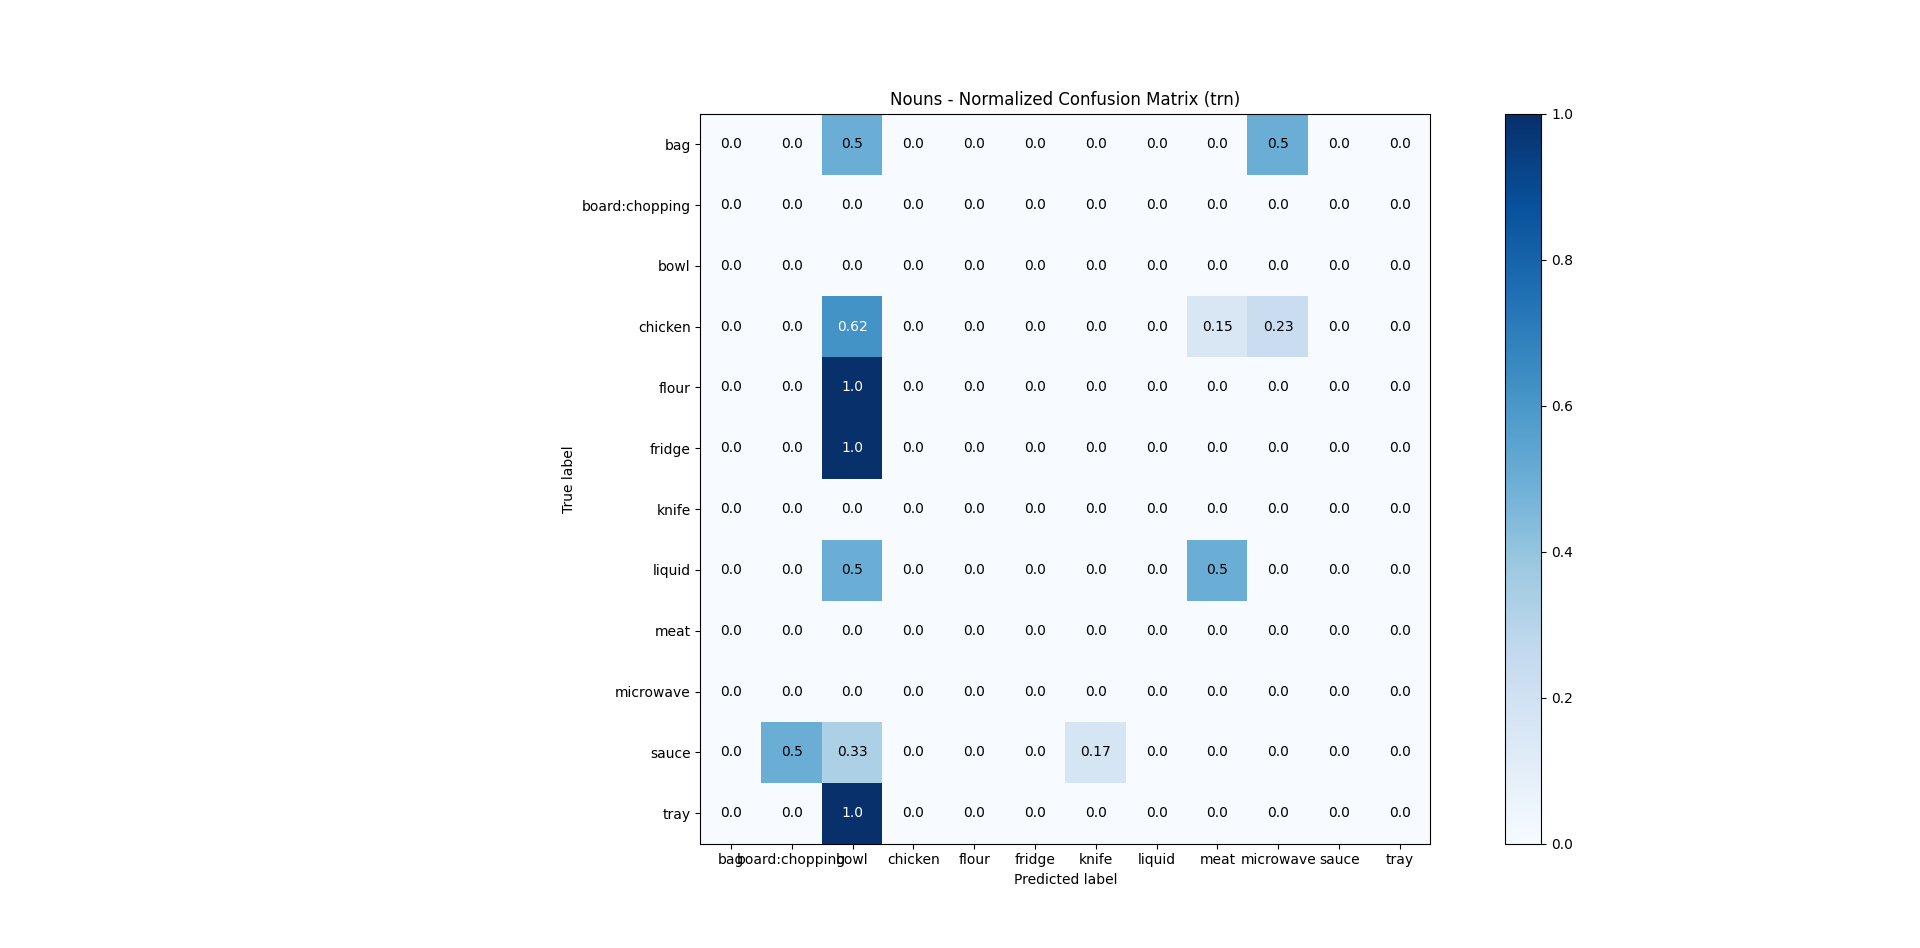 Nouns - Normalized Confusion Matrix (trn)
bag 0.0 0.0 0.5 0.0 0.0 0.0 0.0 0.0 0.0 0.5 0.0 0.0
board:chopping 0.0 0.0 0.0 0.0 0.0 0.0 0.0 0.0 0.0 0.0 0.0 0.0
bowl 0.0 0.0 0.0 0.0 0.0 0.0 0.0 0.0 0.0 0.0 0.0 0.0
chicken 0.0 0.0 0.62 0.0 0.0 0.0 0.0 0.0 0.15 0.23 0.0 0.0
flour 0.0 0.0 1.0 0.0 0.0 0.0 0.0 0.0 0.0 0.0 0.0 0.0
fridge 0.0 0.0 1.0 0.0 0.0 0.0 0.0 0.0 0.0 0.0 0.0 0.0
knife 0.0 0.0 0.0 0.0 0.0 0.0 0.0 0.0 0.0 0.0 0.0 0.0
liquid 0.0 0.0 0.5 0.0 0.0 0.0 0.0 0.0 0.5 0.0 0.0 0.0
meat 0.0 0.0 0.0 0.0 0.0 0.0 0.0 0.0 0.0 0.0 0.0 0.0
microwave 0.0 0.0 0.0 0.0 0.0 0.0 0.0 0.0 0.0 0.0 0.0 0.0
sauce 0.0 0.5 0.33 0.0 0.0 0.0 0.17 0.0 0.0 0.0 0.0 0.0
tray 0.0 0.0 1.0 0.0 0.0 0.0 0.0 0.0 0.0 0.0 0.0 0.0
bag board:chopping bowl chicken flour fridge knife liquid meat microwave sauce tray
Predicted label
True label
1.0
0.8
0.6
0.4
0.2
0.0